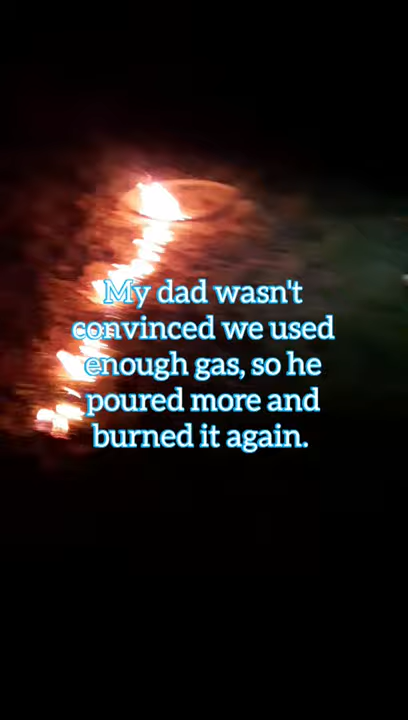 My dad wasn't
convinced we used
enough gas, so he
poured more and
burned it again.